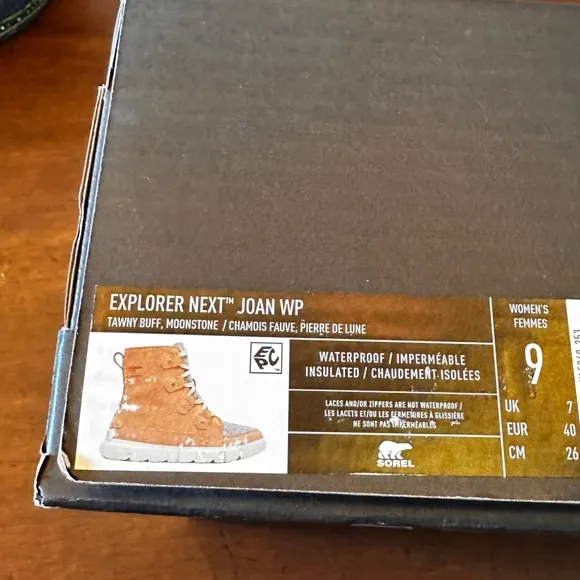 EXPLORER NEXT™ JOAN WP
TAWNY BUFF, MOONSTONE / CHAMOIS FAUVE, PIERRE DE LUNE
EPC
WATERPROOF / IMPERMÉABLE
INSULATED / CHAUDEMENT ISOLÉES
LACES AND/OR ZIPPERS ARE NOT WATERPROOF /
LES LACETS ET/OU LES FERMETURES À GLISSIÈRE
NE SONT PAS IMPERMÉABLES
SOREL
WOMEN'S
FEMMES
9
UK 7
EUR 40
CM 26